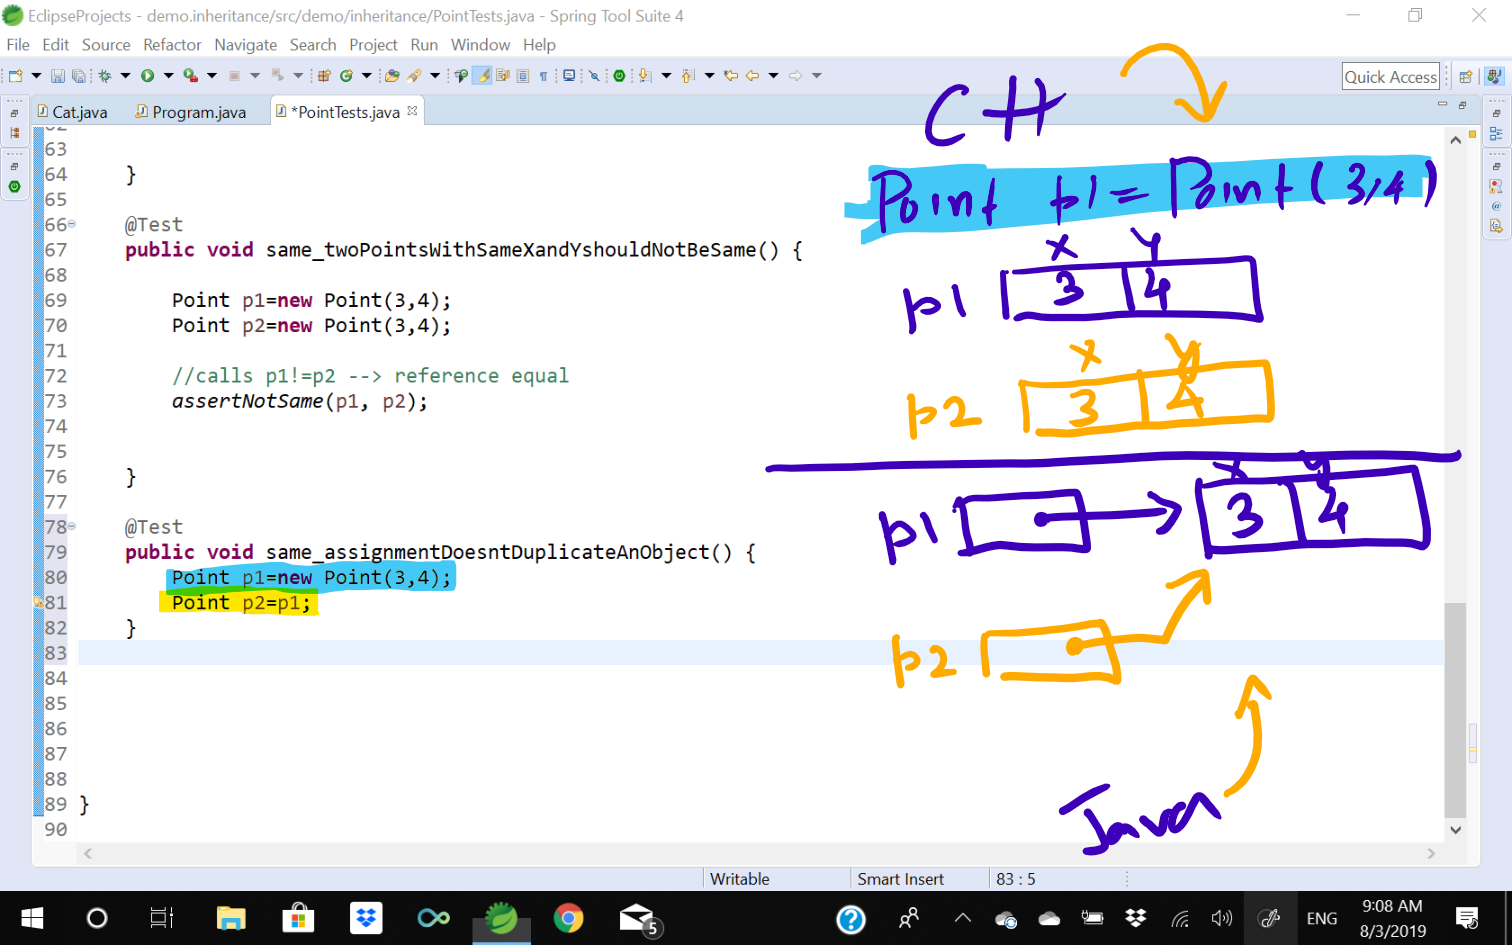 EclipseProjects - demo.inheritance/src/demo/inheritance/PointTests.java - Spring Tool Suite 4
File Edit Source Refactor Navigate Search Project Run Window Help
Quick Access
Cat.java Program.java *PointTests.java
62
63
64 }
65
66 @Test
67 public void same_twoPointsWithSameXandYshouldNotBeSame() {
68
69 Point p1=new Point(3,4);
70 Point p2=new Point(3,4);
71
72 //calls p1!=p2 --> reference equal
73 assertNotSame(p1, p2);
74
75
76 }
77
78 @Test
79 public void same_assignmentDoesntDuplicateAnObject() {
80 Point p1=new Point(3,4);
81 Point p2=p1;
82 }
83
84
85
86
87
88
89 }
90
C++
Point p1 = Point(3,4)
X Y
p1 3 4
X Y
p2 3 4
X Y
p1 3 4
p2
Java
Writable Smart Insert 83 : 5
5
ENG
9:08 AM
8/3/2019